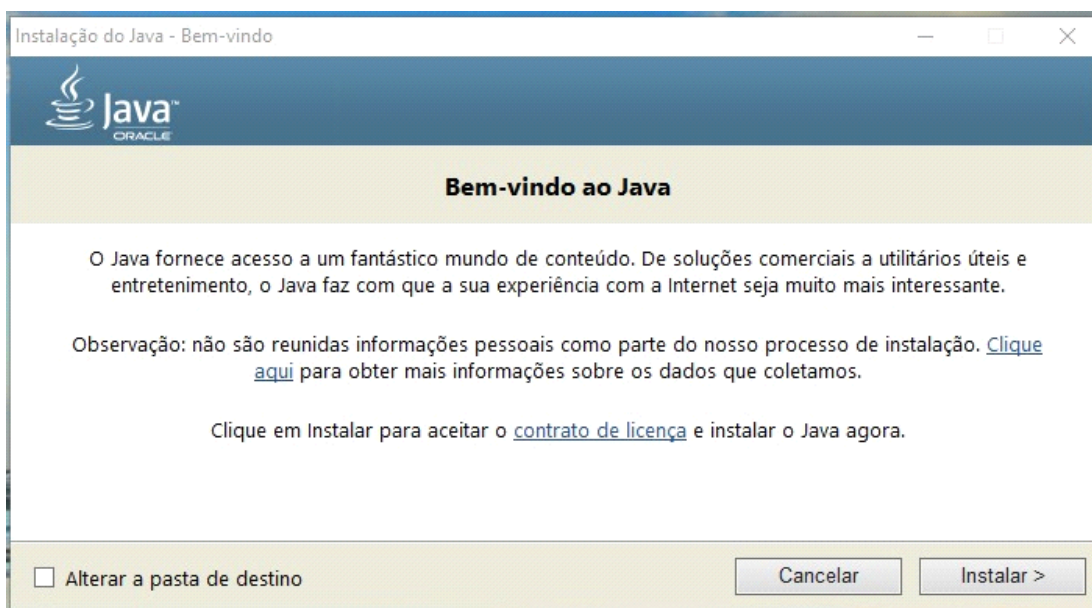 Instalação do Java - Bem-vindo
Java™
ORACLE
Bem-vindo ao Java
O Java fornece acesso a um fantástico mundo de conteúdo. De soluções comerciais a utilitários úteis e
entretenimento, o Java faz com que a sua experiência com a Internet seja muito mais interessante.
Observação: não são reunidas informações pessoais como parte do nosso processo de instalação. Clique
aqui para obter mais informações sobre os dados que coletamos.
Clique em Instalar para aceitar o contrato de licença e instalar o Java agora.
Alterar a pasta de destino
Cancelar
Instalar >